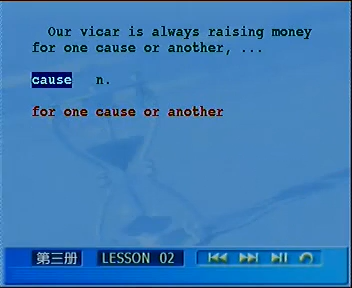 Our vicar is always raising money
for one cause or another, ...
cause n.
for one cause or another
第三册 LESSON 02